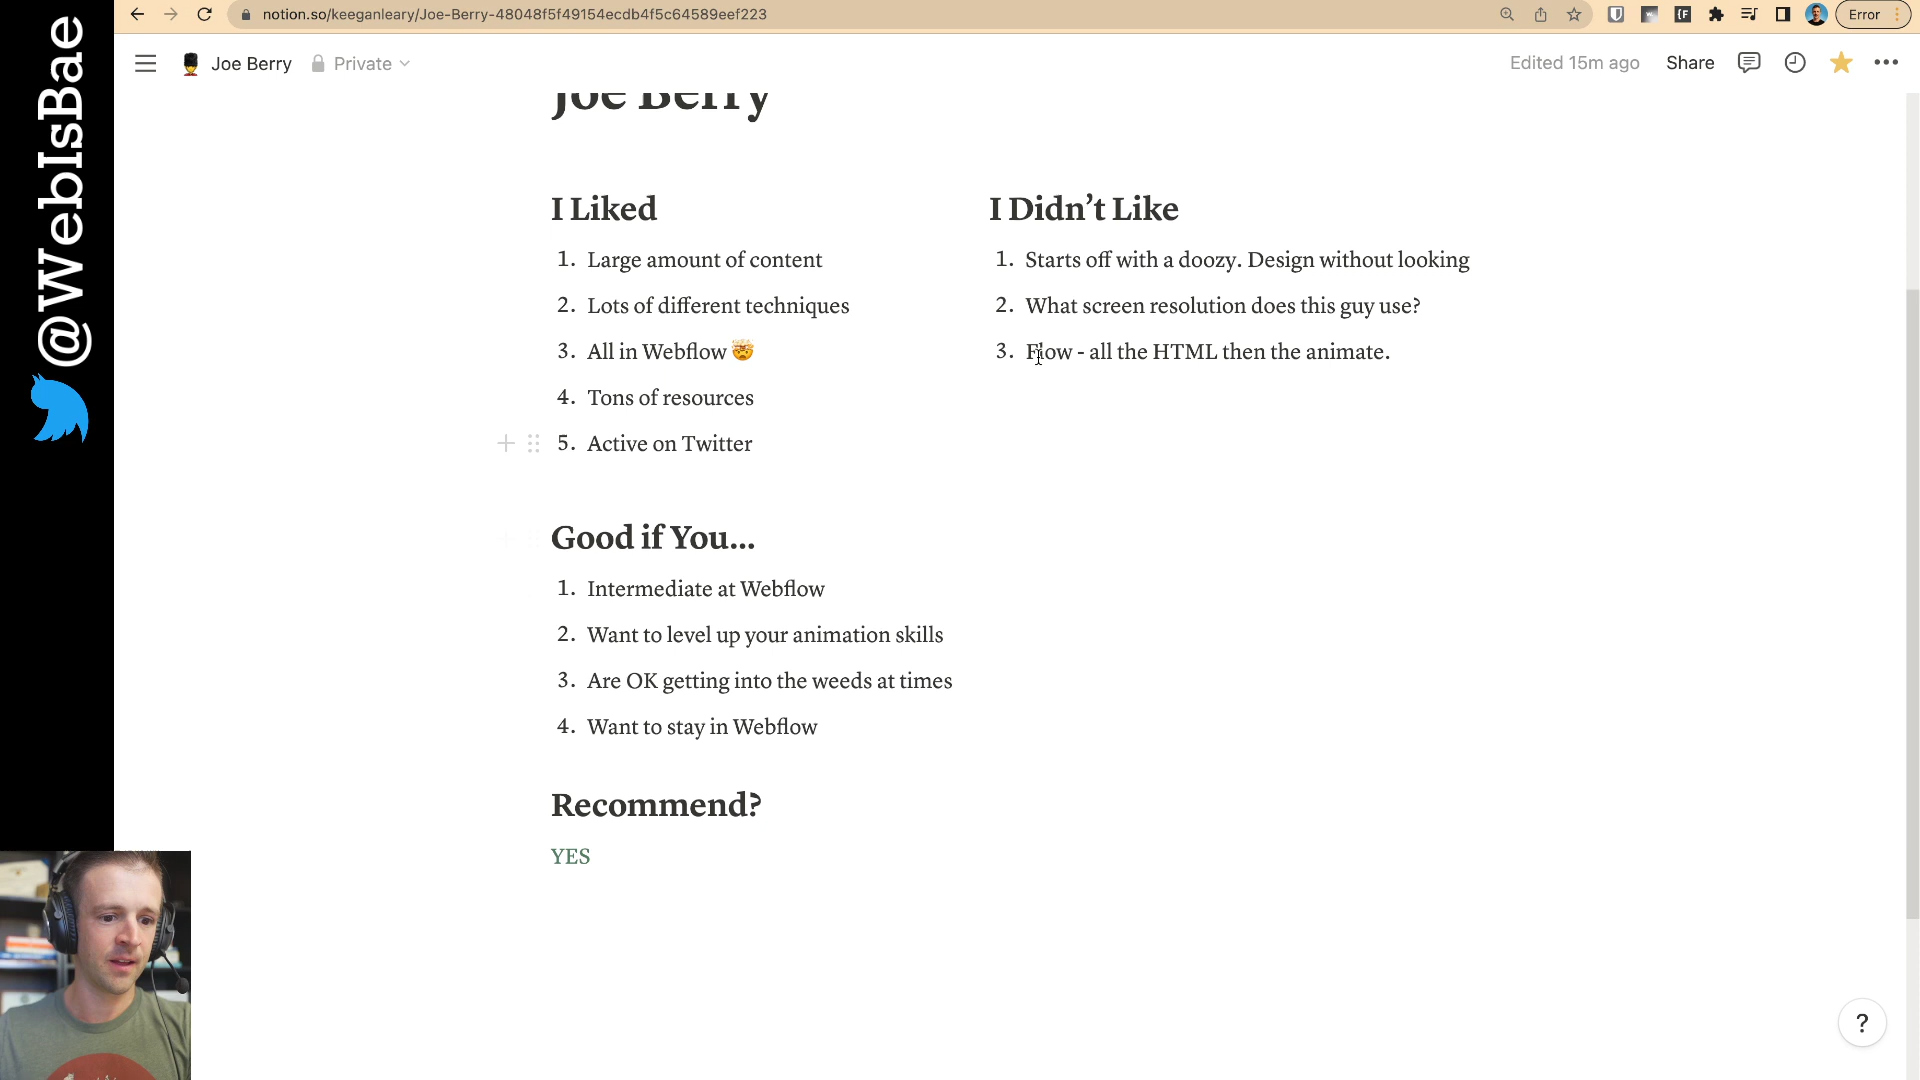 @WebIsBae
notion.so/keeganleary/Joe-Berry-48048f5f49154ecdb4f5c64589eef223
Error
Joe Berry
Private
Edited 15m ago
Share
Joe Berry
I Liked
1. Large amount of content
2. Lots of different techniques
3. All in Webflow 🤯
4. Tons of resources
5. Active on Twitter
I Didn’t Like
1. Starts off with a doozy. Design without looking
2. What screen resolution does this guy use?
3. Flow - all the HTML then the animate.
Good if You...
1. Intermediate at Webflow
2. Want to level up your animation skills
3. Are OK getting into the weeds at times
4. Want to stay in Webflow
Recommend?
YES
?